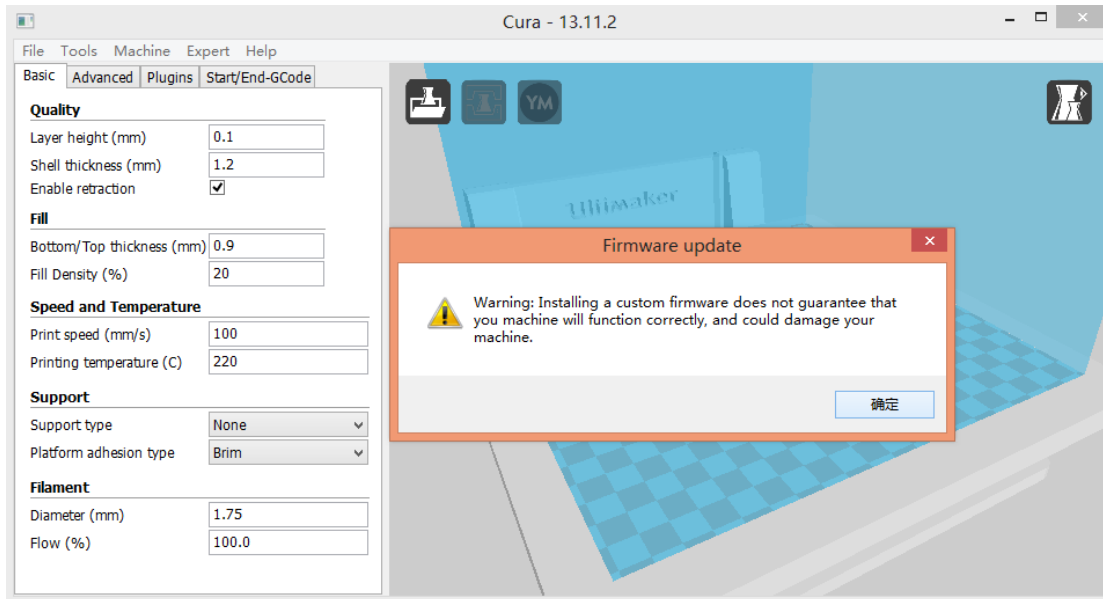 Cura - 13.11.2
File Tools Machine Expert Help
Basic Advanced Plugins Start/End-GCode
Quality
Layer height (mm) 0.1
Shell thickness (mm) 1.2
Enable retraction
Fill
Bottom/Top thickness (mm) 0.9
Fill Density (%) 20
Speed and Temperature
Print speed (mm/s) 100
Printing temperature (C) 220
Support
Support type None
Platform adhesion type Brim
Filament
Diameter (mm) 1.75
Flow (%) 100.0
YM
Ultimaker
Firmware update
Warning: Installing a custom firmware does not guarantee that
you machine will function correctly, and could damage your
machine.
确定